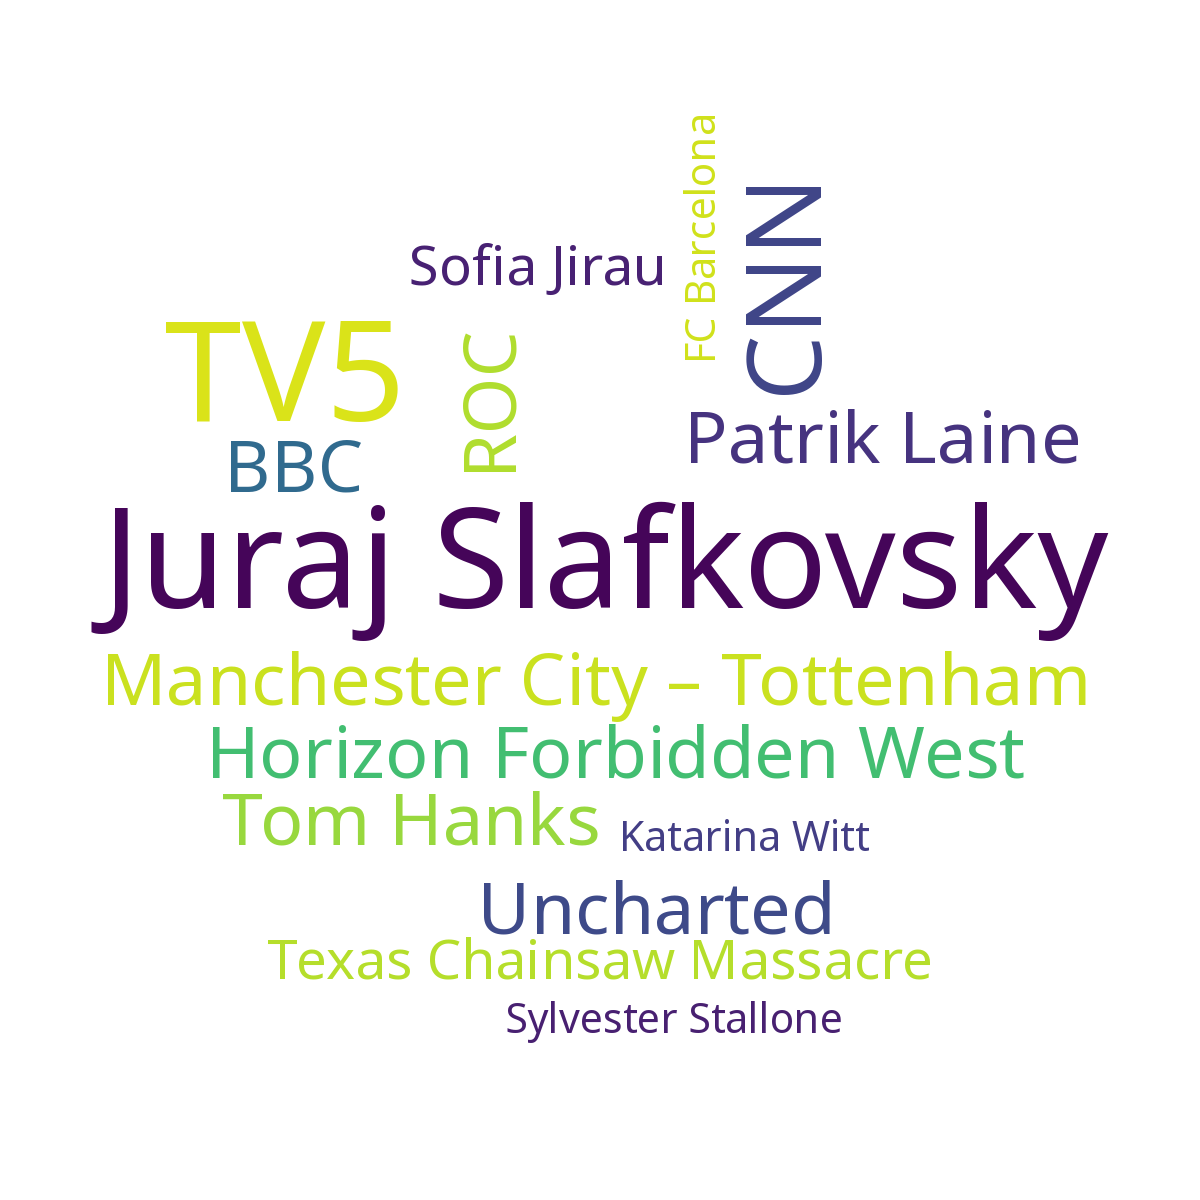 FC Barcelona
CNN
Sofia Jirau
TV5
ROC
Patrik Laine
BBC
Juraj Slafkovsky
Manchester City – Tottenham
Horizon Forbidden West
Tom Hanks
Katarina Witt
Uncharted
Texas Chainsaw Massacre
Sylvester Stallone